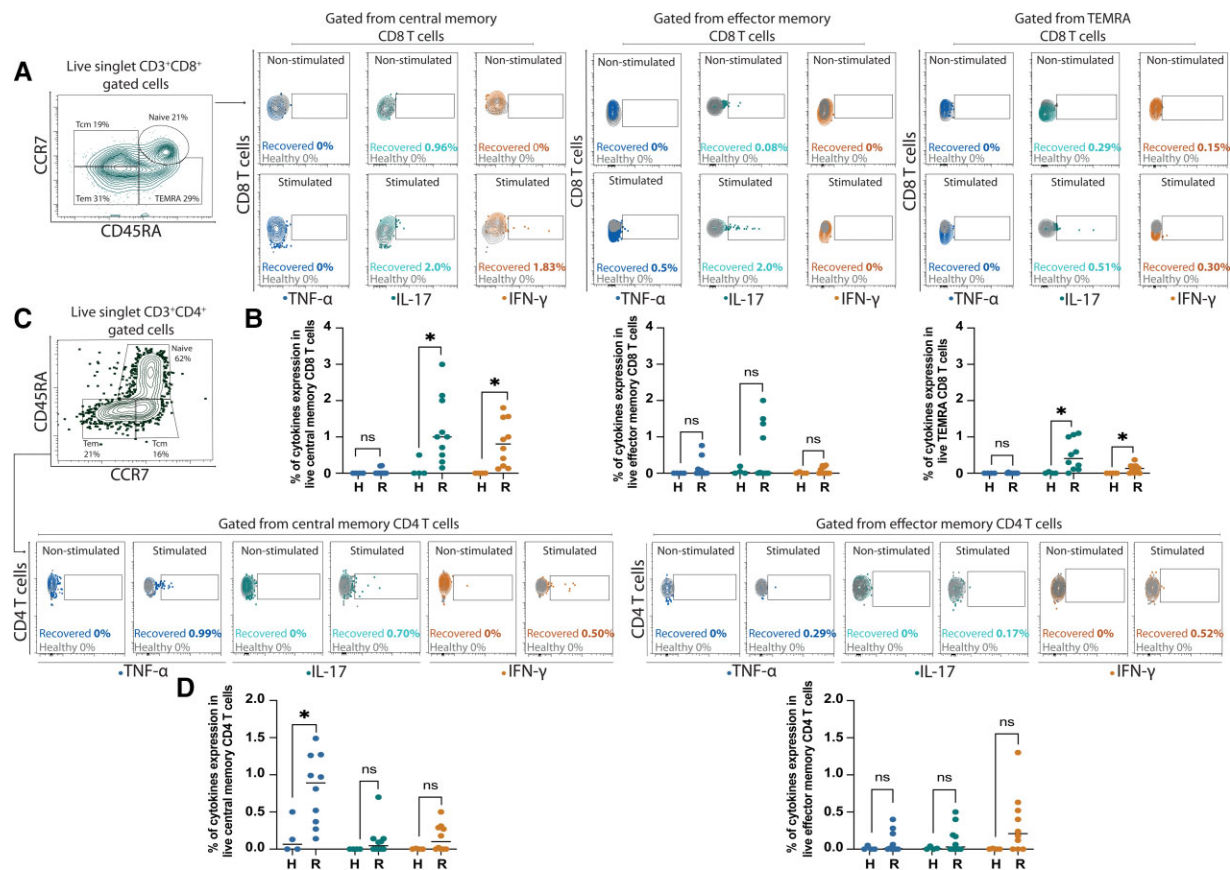 Gated from central memory
CD8 T cells
Gated from effector memory
CD8 T cells
Gated from TEMRA
CD8 T cells
A
Live singlet CD3⁺CD8⁺
gated cells
CCR7
Tcm 19%
Naive 21%
Tem 31%
TEMRA 29%
CD45RA
CD8 T cells
Non-stimulated
Recovered 0%
Healthy 0%
Non-stimulated
Recovered 0.96%
Healthy 0%
Non-stimulated
Recovered 0%
Healthy 0%
Stimulated
Recovered 0%
Healthy 0%
Stimulated
Recovered 2.0%
Healthy 0%
Stimulated
Recovered 1.83%
Healthy 0%
TNF-α
IL-17
IFN-γ
CD8 T cells
Non-stimulated
Recovered 0%
Healthy 0%
Non-stimulated
Recovered 0.08%
Healthy 0%
Non-stimulated
Recovered 0%
Healthy 0%
Stimulated
Recovered 0.5%
Healthy 0%
Stimulated
Recovered 2.0%
Healthy 0%
Stimulated
Recovered 0%
Healthy 0%
TNF-α
IL-17
IFN-γ
CD8 T cells
Non-stimulated
Recovered 0%
Healthy 0%
Non-stimulated
Recovered 0.29%
Healthy 0%
Non-stimulated
Recovered 0.15%
Healthy 0%
Stimulated
Recovered 0%
Healthy 0%
Stimulated
Recovered 0.51%
Healthy 0%
Stimulated
Recovered 0.30%
Healthy 0%
TNF-α
IL-17
IFN-γ
C
Live singlet CD3⁺CD4⁺
gated cells
CD45RA
Naive
62%
Tem
21%
Tcm
16%
CCR7
B
% of cytokines expression in
live central memory CD8 T cells
4
3
2
1
0
ns
*
*
H R H R H R
% of cytokines expression in
live effector memory CD8 T cells
4
3
2
1
0
ns
ns
ns
H R H R H R
% of cytokines expression in
live TEMRA CD8 T cells
4
3
2
1
0
ns
*
*
H R H R H R
Gated from central memory CD4 T cells
CD4 T cells
Non-stimulated
Recovered 0%
Healthy 0%
Stimulated
Recovered 0.99%
Healthy 0%
Non-stimulated
Recovered 0%
Healthy 0%
Stimulated
Recovered 0.70%
Healthy 0%
Non-stimulated
Recovered 0%
Healthy 0%
Stimulated
Recovered 0.50%
Healthy 0%
TNF-α
IL-17
IFN-γ
Gated from effector memory CD4 T cells
CD4 T cells
Non-stimulated
Recovered 0%
Healthy 0%
Stimulated
Recovered 0.29%
Healthy 0%
Non-stimulated
Recovered 0%
Healthy 0%
Stimulated
Recovered 0.17%
Healthy 0%
Non-stimulated
Recovered 0%
Healthy 0%
Stimulated
Recovered 0.52%
Healthy 0%
TNF-α
IL-17
IFN-γ
D
% of cytokines expression in
live central memory CD4 T cells
2.0
1.5
1.0
0.5
0.0
*
ns
ns
H R H R H R
% of cytokines expression in
live effector memory CD4 T cells
2.0
1.5
1.0
0.5
0.0
ns
ns
ns
H R H R H R